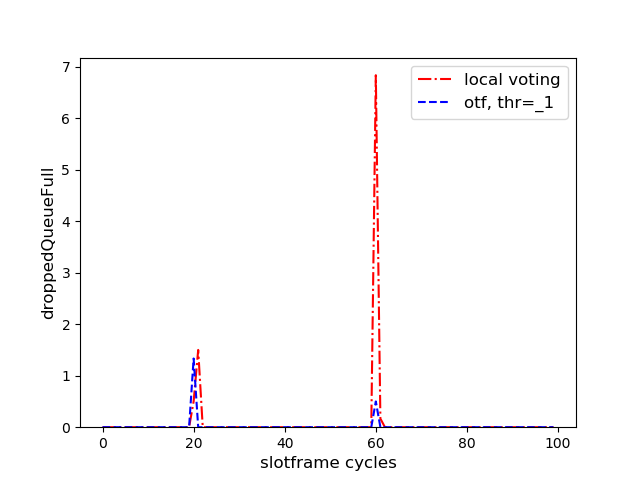 local voting
otf, thr=_1
droppedQueueFull
7
6
5
4
3
2
1
0
0 20 40 60 80 100
slotframe cycles